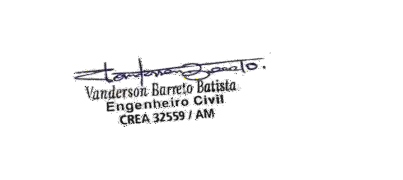 Vanderson Barreto Batista
Engenheiro Civil
CREA 32559 / AM